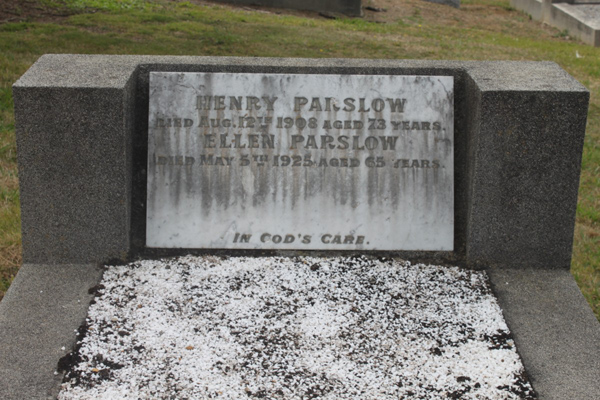 HENRY PARSLOW
DIED AUG. 12TH 1908 AGED 73 YEARS.
ELLEN PARSLOW
DIED MAY 5TH 1925 AGED 65 YEARS.
IN GOD'S CARE.